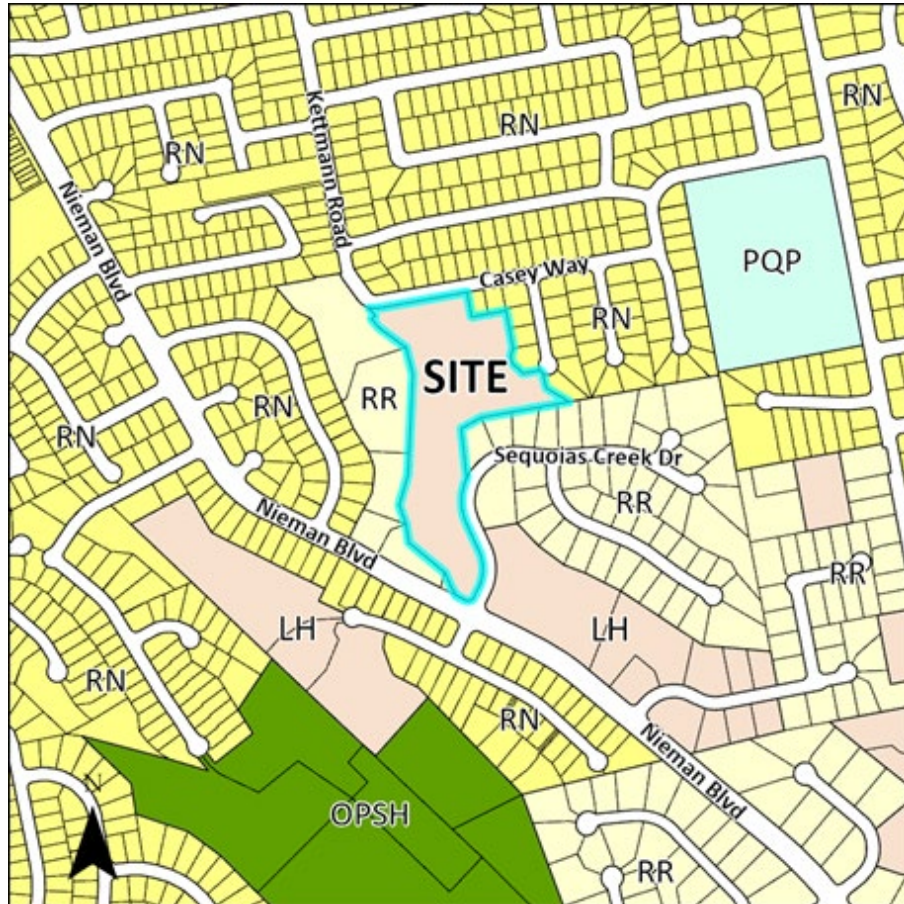 RN
Kettmann Road
RN
RN
Nieman Blvd
PQP
Casey Way
RN
SITE
RR
RN
RN
Sequoias Creek Dr
RR
Nieman Blvd
RR
LH
LH
RN
RN
Nieman Blvd
N
OPSH
RR